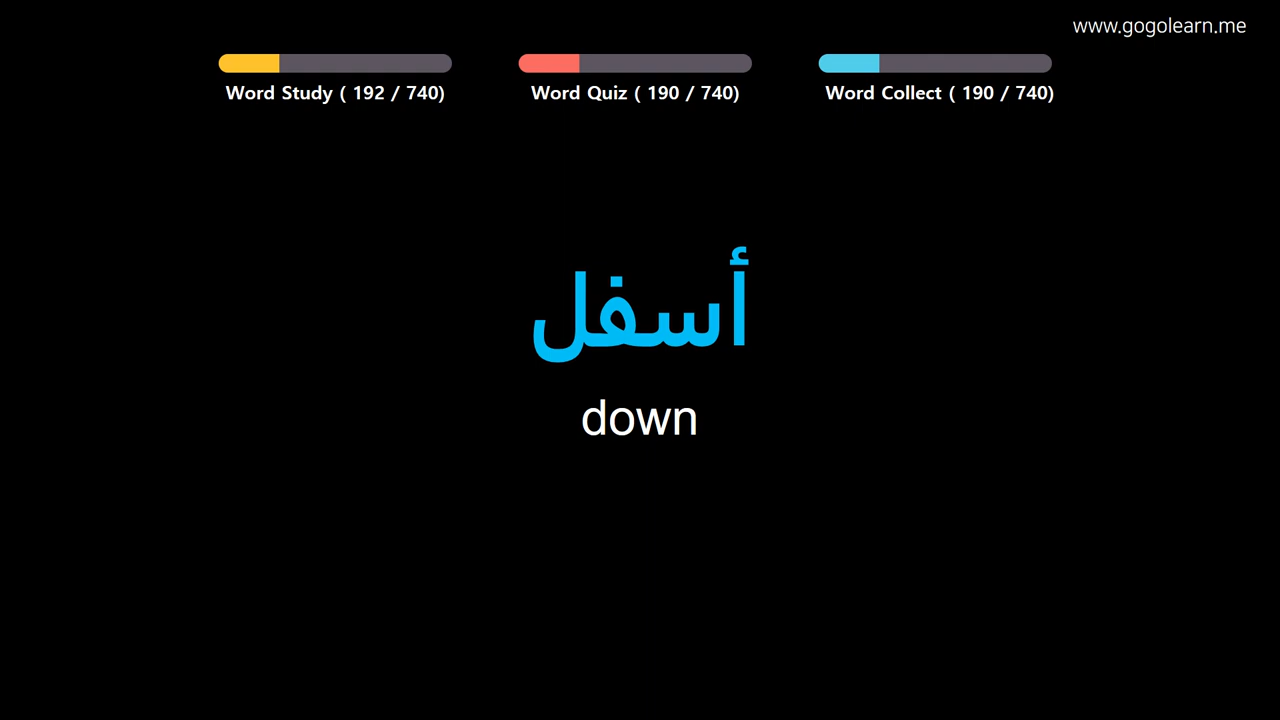 www.gogolearn.me
Word Study ( 192 / 740)
Word Quiz ( 190 / 740)
Word Collect ( 190 / 740)
أسفل
down